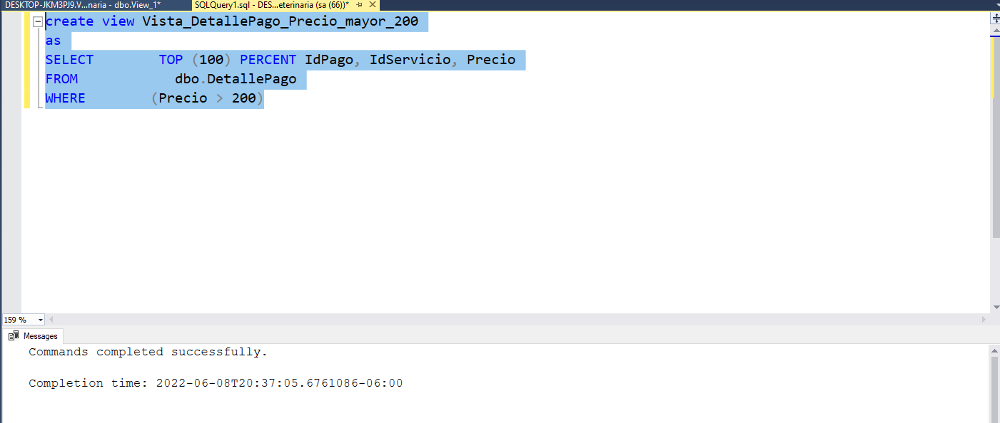 DESKTOP-JKM3PJ9.V...naria - dbo.View_1*
SQLQuery1.sql - DES...eterinaria (sa (66))*
create view Vista_DetallePago_Precio_mayor_200
as
SELECT TOP (100) PERCENT IdPago, IdServicio, Precio
FROM dbo.DetallePago
WHERE (Precio > 200)
159 %
Messages
Commands completed successfully.
Completion time: 2022-06-08T20:37:05.6761086-06:00